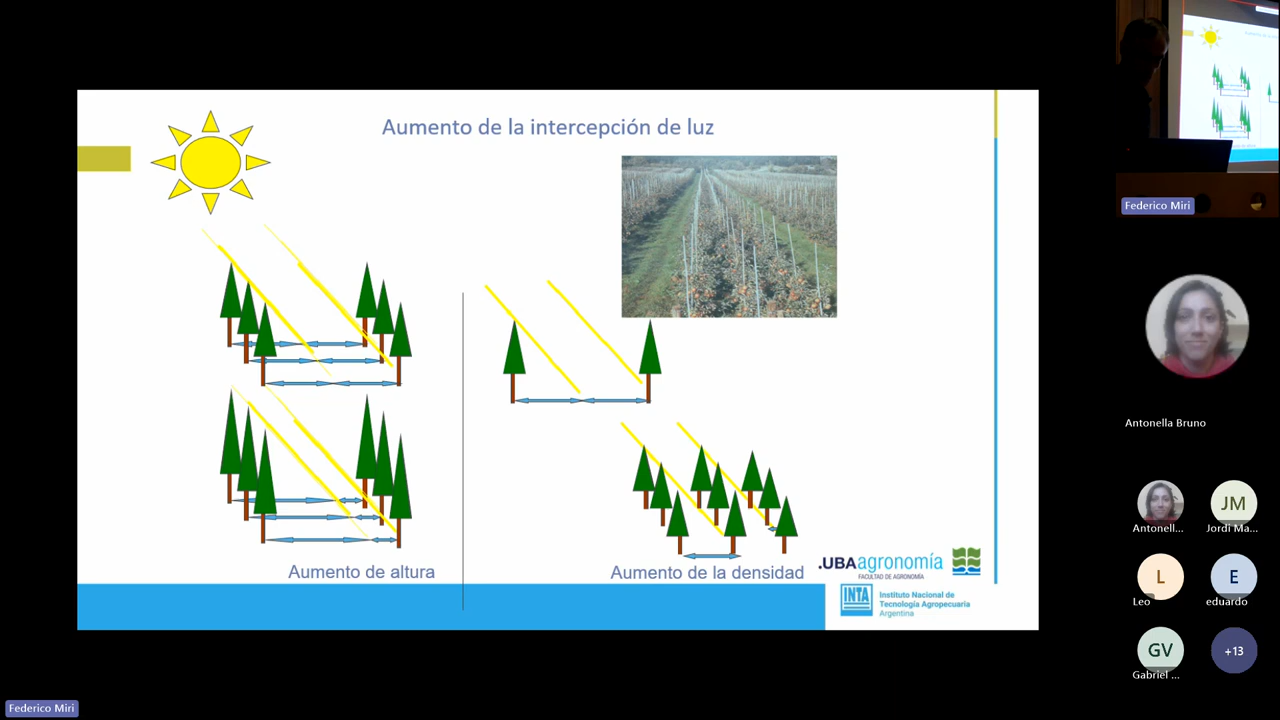 Aumento de la intercepción de luz
Aumento de altura
Aumento de la densidad
.UBAagronomía
FACULTAD DE AGRONOMÍA
INTA
Instituto Nacional de
Tecnología Agropecuaria
Argentina
Federico Miri
Antonella Bruno
Antonell...
JM
Jordi Ma...
L
Leo
E
eduardo
GV
Gabriel ...
+13
Federico Miri